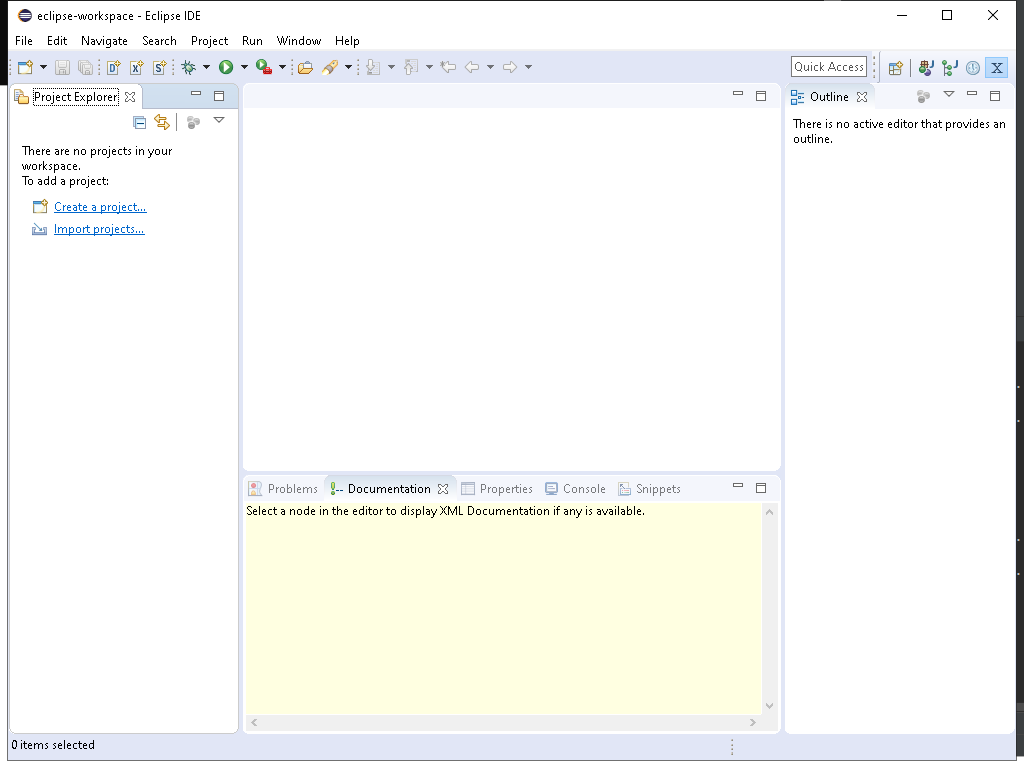 eclipse-workspace - Eclipse IDE
File Edit Navigate Search Project Run Window Help
Quick Access
Project Explorer
There are no projects in your
workspace.
To add a project:
Create a project...
Import projects...
Outline
There is no active editor that provides an
outline.
Problems Documentation Properties Console Snippets
Select a node in the editor to display XML Documentation if any is available.
0 items selected